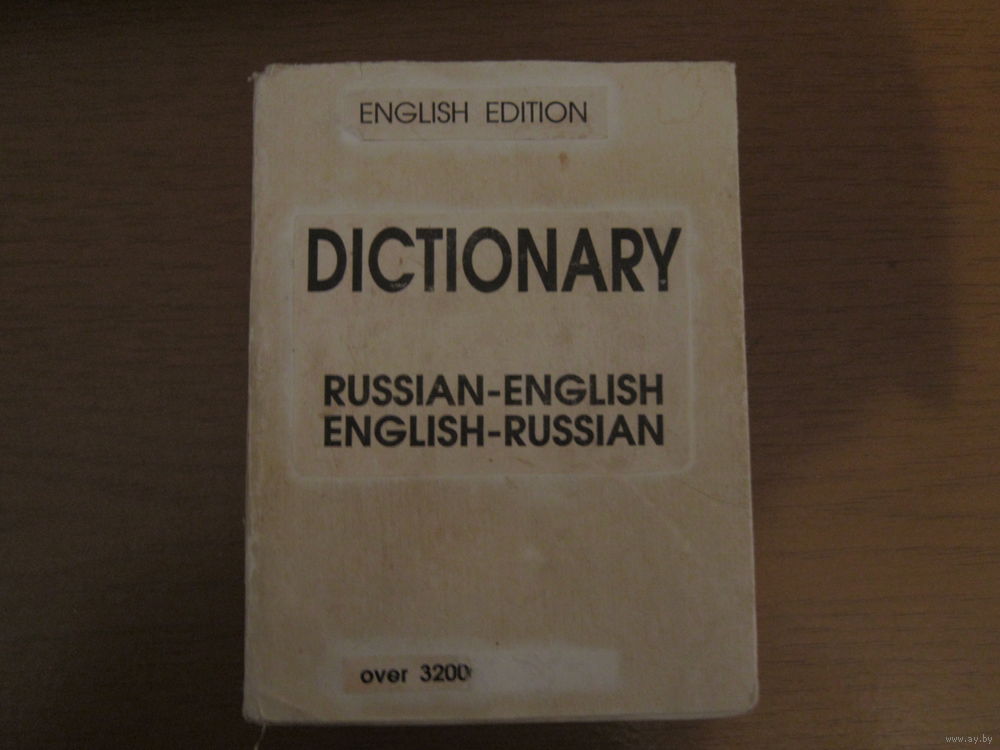 ENGLISH EDITION
DICTIONARY
RUSSIAN-ENGLISH
ENGLISH-RUSSIAN
over 3200
www.ay.by